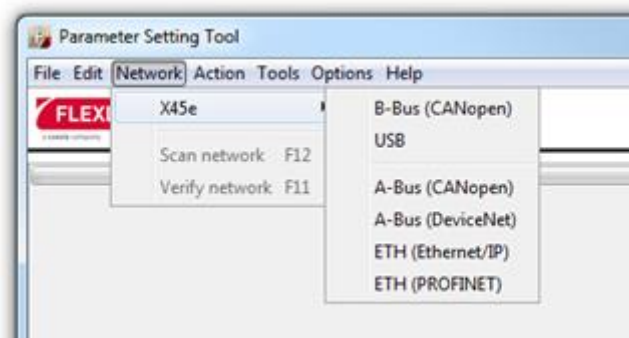 Parameter Setting Tool
File Edit Network Action Tools Options Help
FLEXI
X45e
Scan network F12
Verify network F11
B-Bus (CANopen)
USB
A-Bus (CANopen)
A-Bus (DeviceNet)
ETH (Ethernet/IP)
ETH (PROFINET)